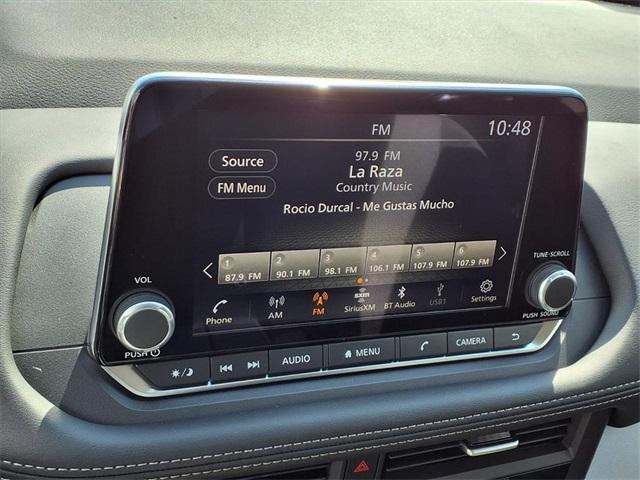 FM 10:48
Source
97.9 FM
La Raza
FM Menu
Country Music
Rocio Durcal - Me Gustas Mucho
1 2 3 4 5 6
87.9 FM 90.1 FM 98.1 FM 106.1 FM 107.9 FM 107.9 FM
Phone AM FM SiriusXM BT Audio USB1 Settings
sxm
VOL
PUSH
TUNE·SCROLL
PUSH SOUND
AUDIO MENU CAMERA